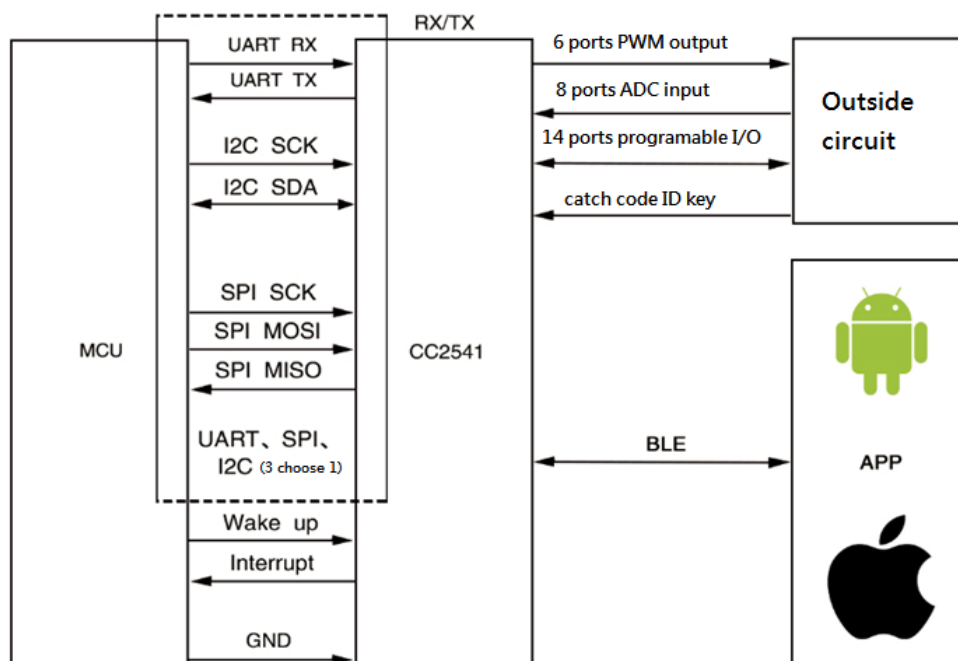 RX/TX
UART RX
UART TX
I2C SCK
I2C SDA
SPI SCK
SPI MOSI
SPI MISO
UART、SPI、
I2C (3 choose 1)
Wake up
Interrupt
GND
MCU
CC2541
6 ports PWM output
8 ports ADC input
14 ports programable I/O
catch code ID key
Outside
circuit
BLE
APP